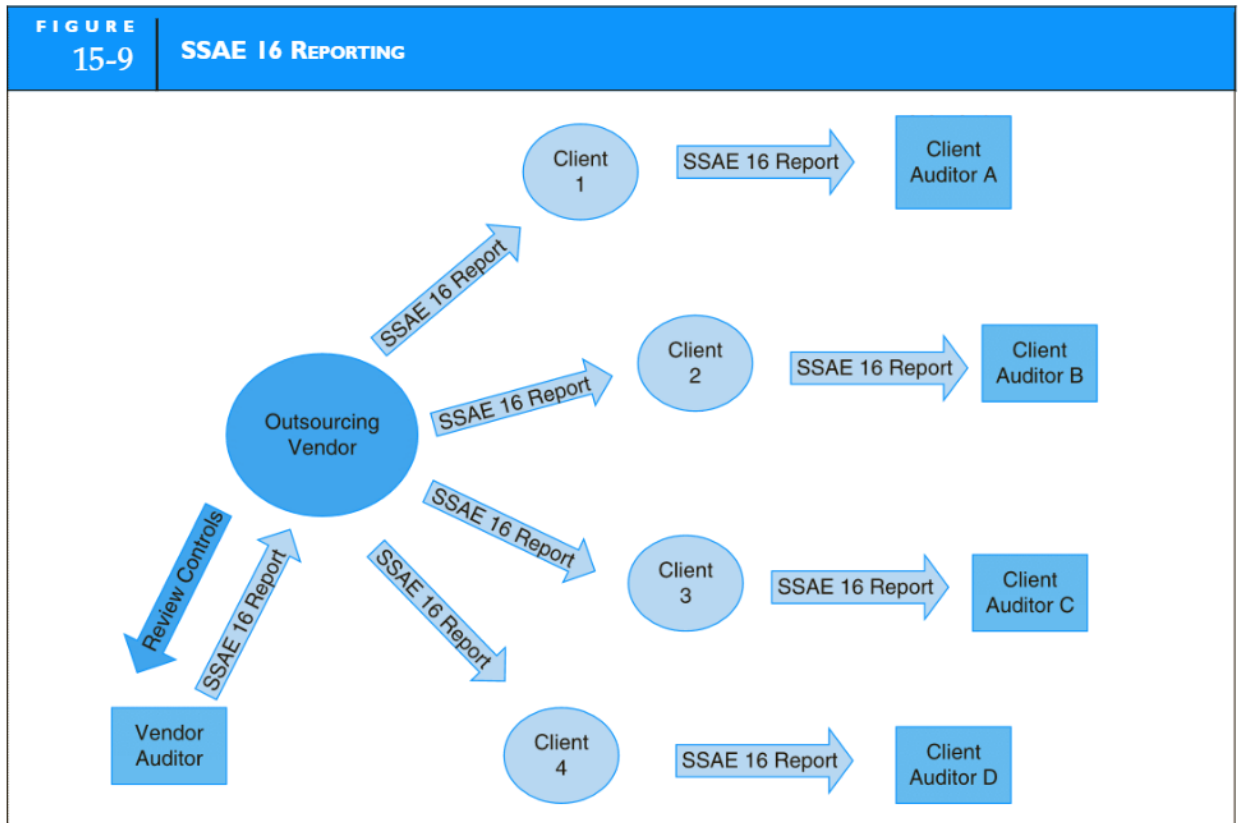 FIGURE
15-9
SSAE 16 REPORTING
Client
1
SSAE 16 Report
Client
Auditor A
SSAE 16 Report
Client
2
SSAE 16 Report
Client
Auditor B
SSAE 16 Report
Outsourcing
Vendor
SSAE 16 Report
Client
3
SSAE 16 Report
Client
Auditor C
Review Controls
SSAE 16 Report
SSAE 16 Report
Vendor
Auditor
Client
4
SSAE 16 Report
Client
Auditor D